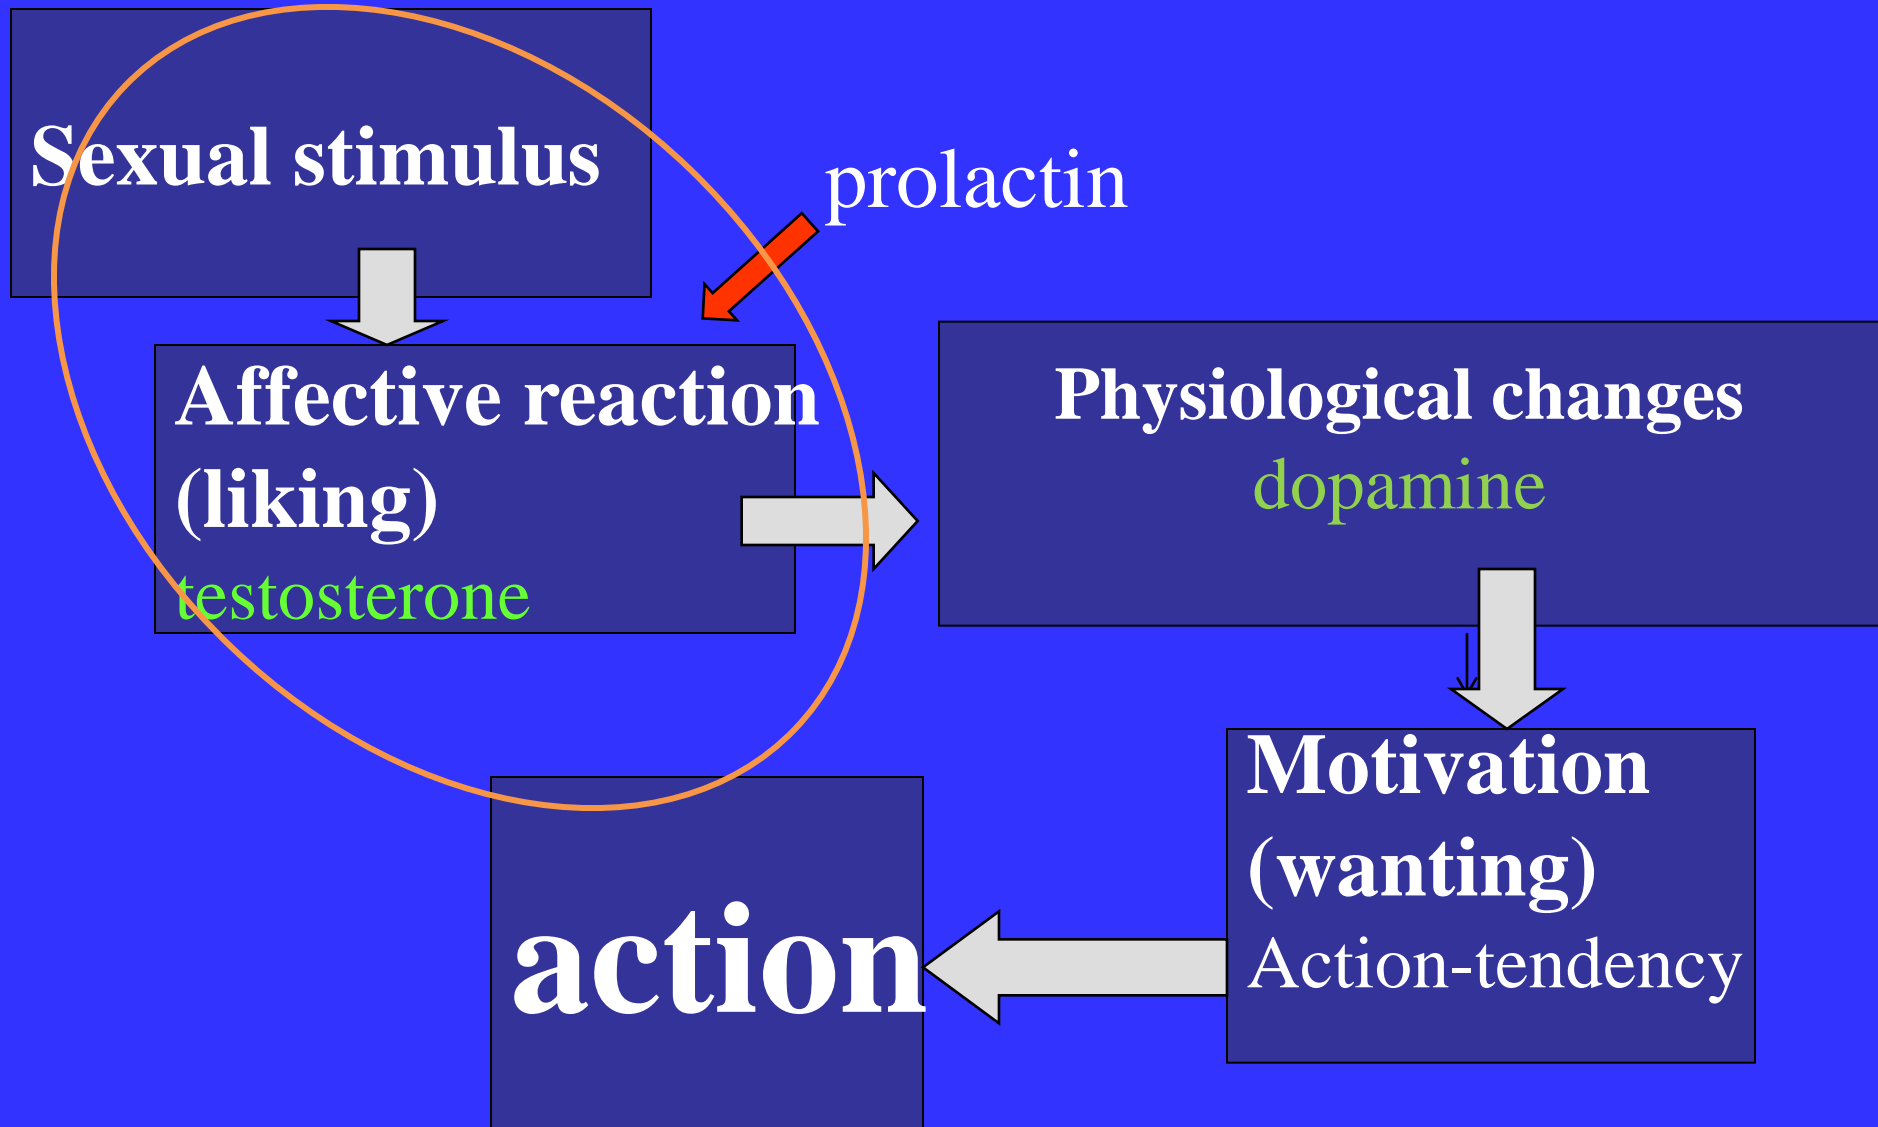 Sexual stimulus
prolactin
Affective reaction
(liking)
testosterone
Physiological changes
dopamine
Motivation
(wanting)
Action-tendency
action